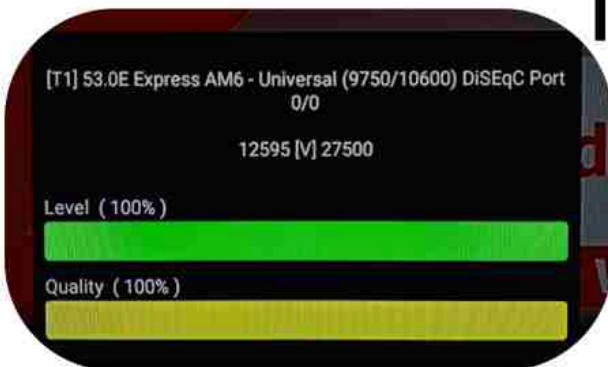 [T1] 53.0E Express AM6 - Universal (9750/10600) DiSEqC Port
0/0
12595 [V] 27500
Level ( 100% )
Quality ( 100% )